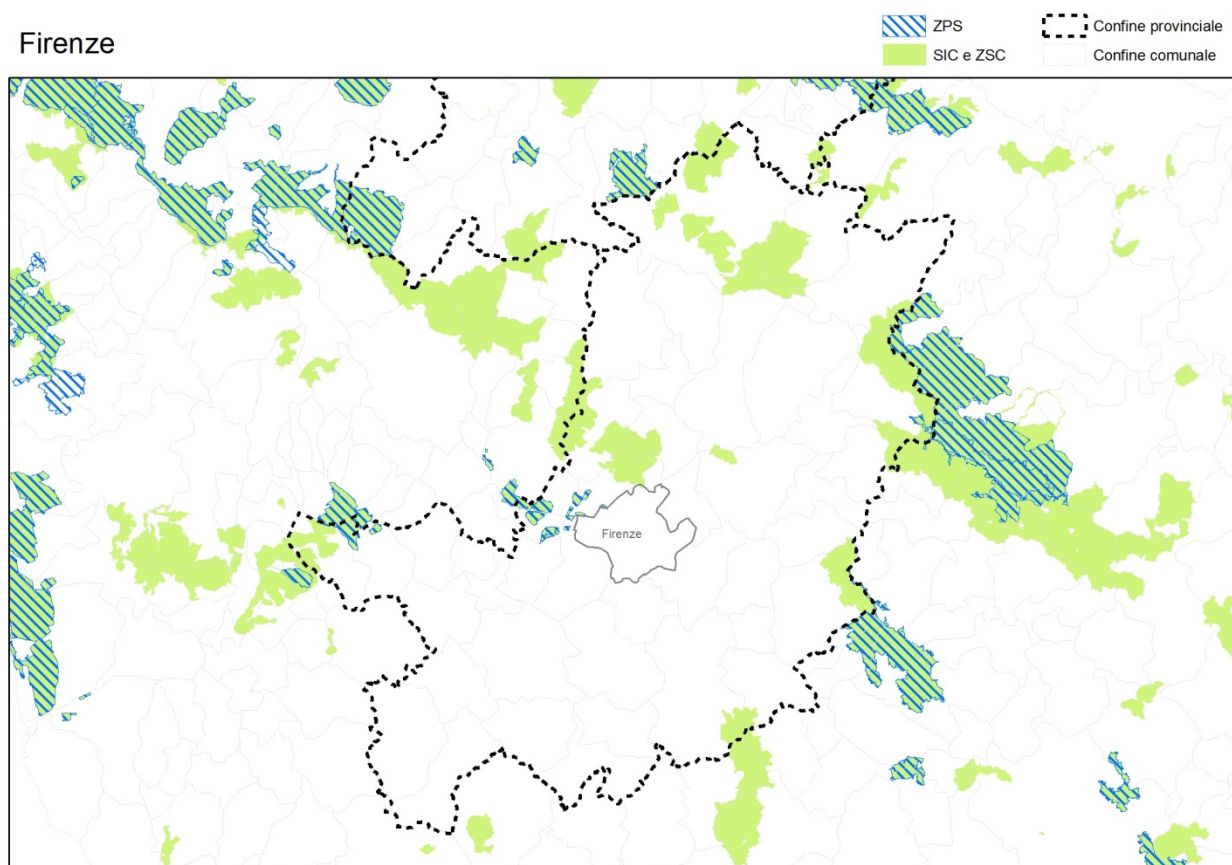 Firenze
ZPS
SIC e ZSC
Confine provinciale
Confine comunale
Firenze